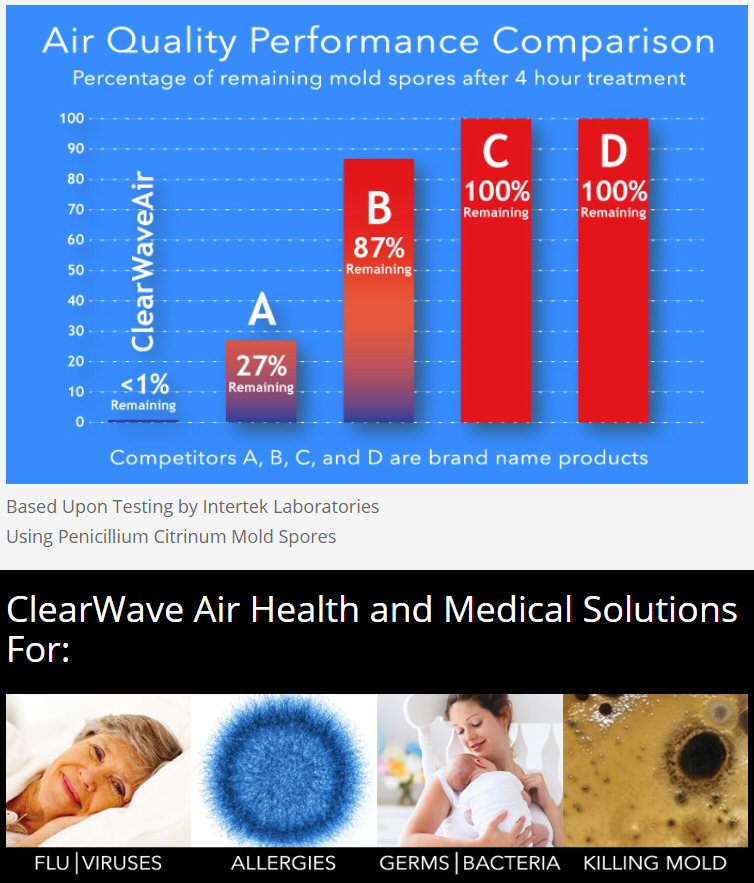 Air Quality Performance Comparison
Percentage of remaining mold spores after 4 hour treatment
100
90
80
70
60
50
40
30
20
10
0
ClearWaveAir
<1%
Remaining
A
27%
Remaining
B
87%
Remaining
C
100%
Remaining
D
100%
Remaining
Competitors A, B, C, and D are brand name products
Based Upon Testing by Intertek Laboratories
Using Penicillium Citrinum Mold Spores
ClearWave Air Health and Medical Solutions
For:
FLU|VIRUSES
ALLERGIES
GERMS|BACTERIA
KILLING MOLD